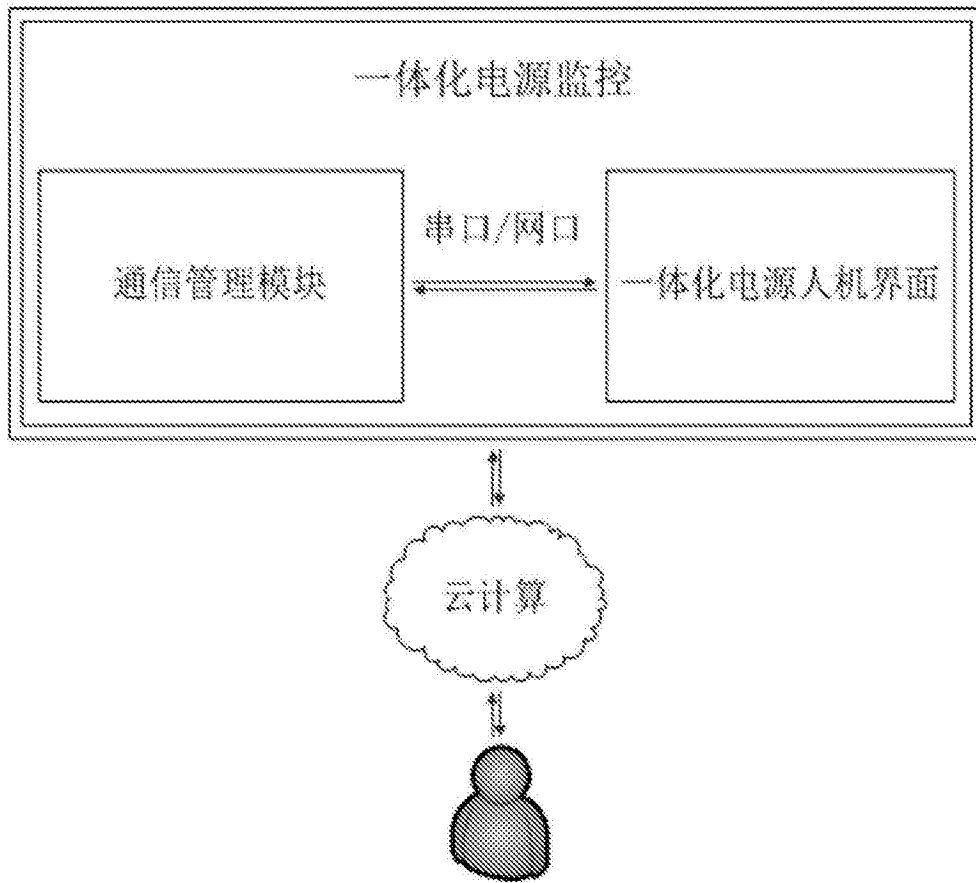 一体化电源监控
串口/网口
通信管理模块
一体化电源人机界面
云计算